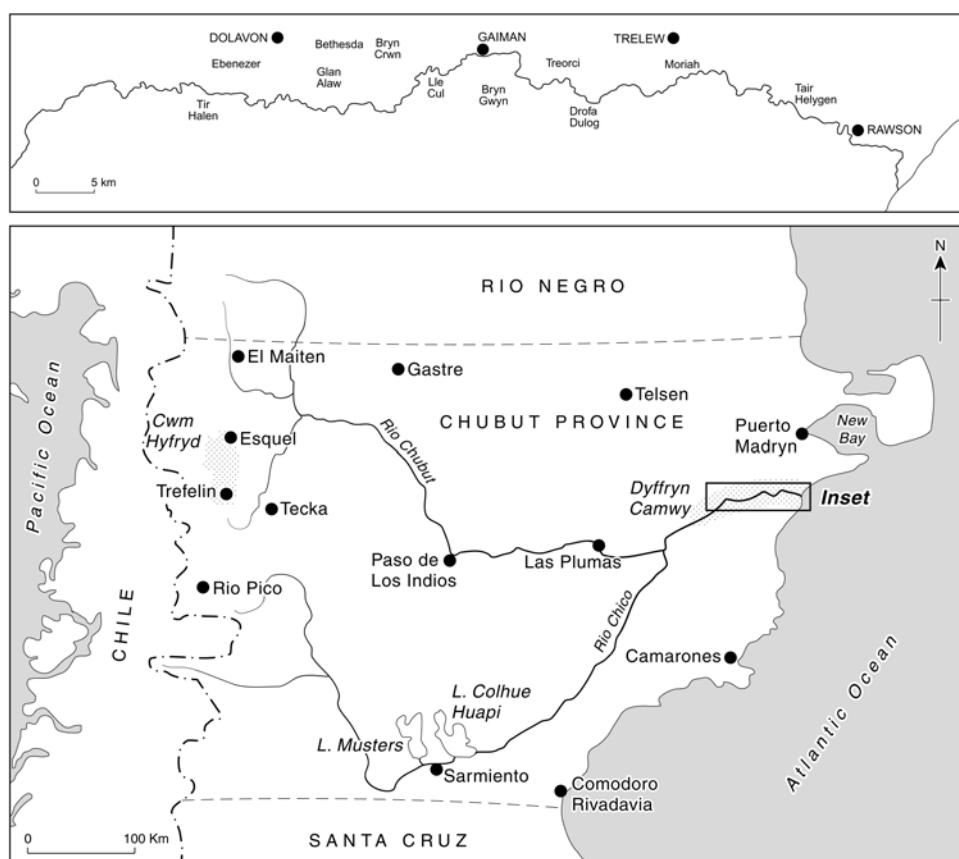 DOLAVON
Bethesda
Bryn
Crwn
GAIMAN
TRELEW
Ebenezer
Glan
Alaw
Lle
Cul
Bryn
Gwyn
Treorci
Moriah
Tir
Halen
Drofa
Dulog
Tair
Helygen
RAWSON
0 5 km
RIO NEGRO
N
Pacific Ocean
El Maiten
Gastre
Telsen
CHUBUT PROVINCE
Cwm
Hyfryd
Esquel
Rio Chubut
Puerto
Madryn
New
Bay
Trefelin
Tecka
Dyffryn
Camwy
Inset
Paso de
Los Indios
Las Plumas
Rio Pico
CHILE
Rio Chico
Camarones
L. Colhue
Huapi
L. Musters
Sarmiento
Atlantic Ocean
Comodoro
Rivadavia
0 100 Km
SANTA CRUZ